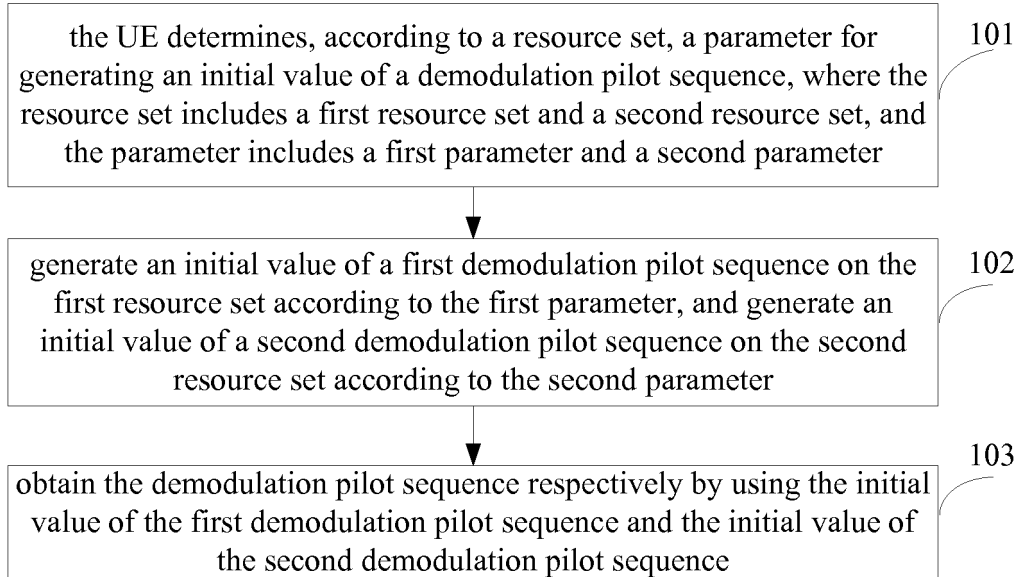 the UE determines, according to a resource set, a parameter for
generating an initial value of a demodulation pilot sequence, where the
resource set includes a first resource set and a second resource set, and
the parameter includes a first parameter and a second parameter
101
generate an initial value of a first demodulation pilot sequence on the
first resource set according to the first parameter, and generate an
initial value of a second demodulation pilot sequence on the second
resource set according to the second parameter
102
obtain the demodulation pilot sequence respectively by using the initial
value of the first demodulation pilot sequence and the initial value of
the second demodulation pilot sequence
103